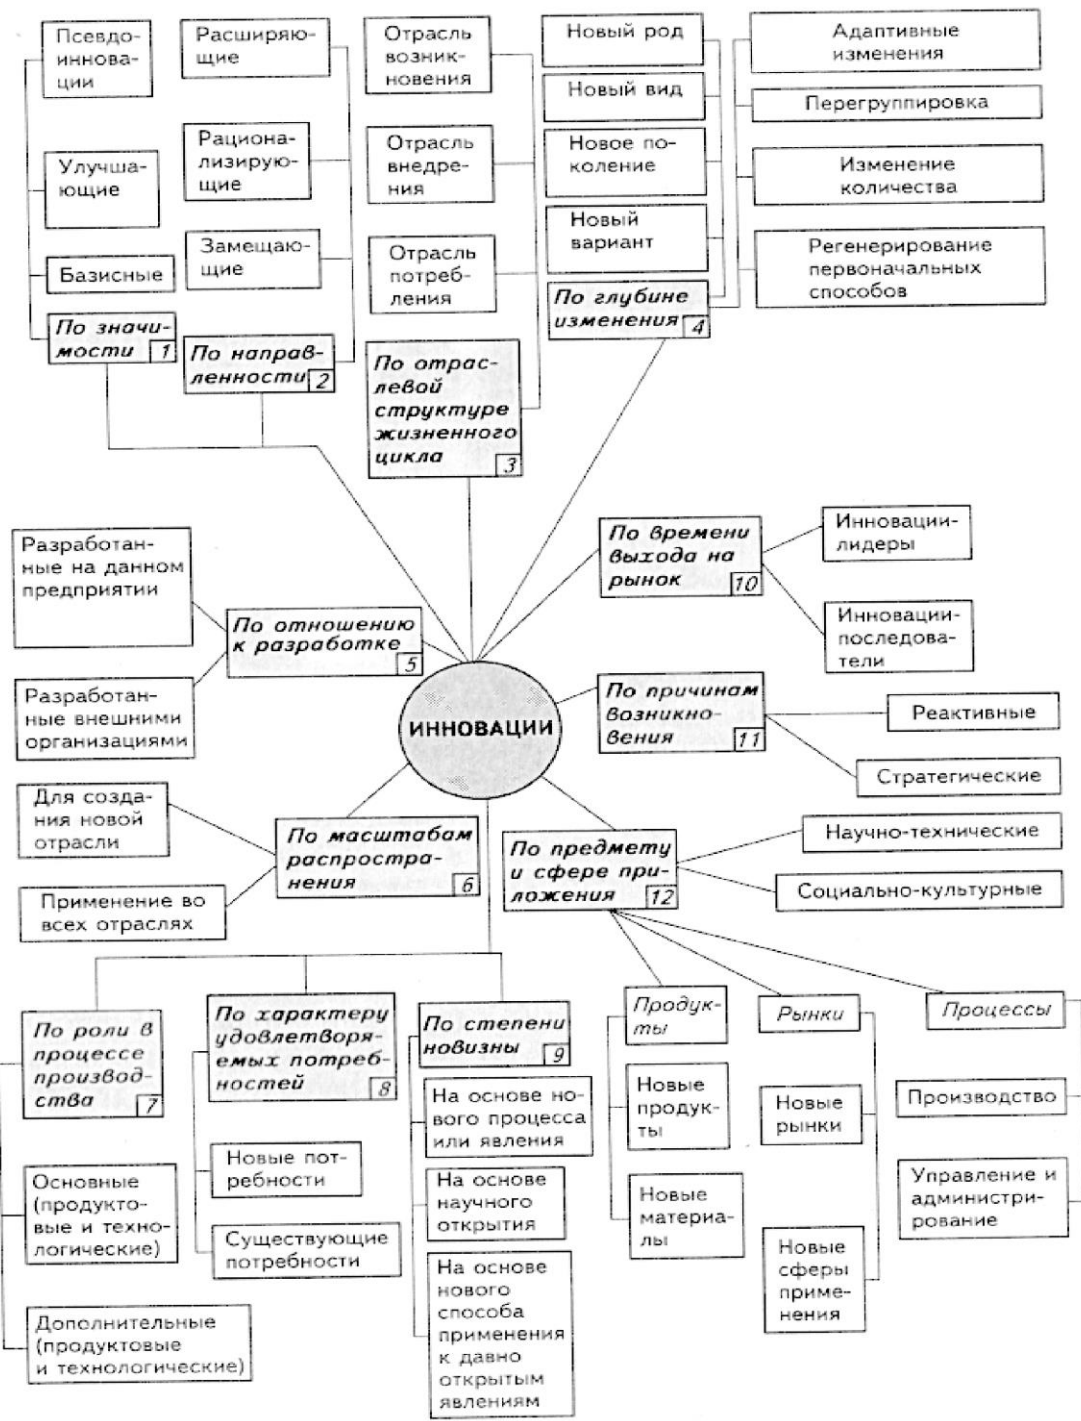 Псевдо-
иннова-
ции
Улучша-
ющие
Базисные
По значи-
мости 1
Расширяю-
щие
Рациона-
лизирую-
щие
Замещаю-
щие
По направ-
ленности 2
Отрасль
возник-
новения
Отрасль
внедре-
ния
Отрасль
потреб-
ления
По отрас-
левой
структуре
жизненного
цикла 3
Новый род
Новый вид
Новое по-
коление
Новый
вариант
По глубине
изменения 4
Адаптивные
изменения
Перегруппировка
Изменение
количества
Регенерирование
первоначальных
способов
Разработан-
ные на данном
предприятии
По отношению
к разработке 5
Разработан-
ные внешними
организациями
По времени
выхода на
рынок 10
Инновации-
лидеры
Инновации-
последова-
тели
ИННОВАЦИИ
По причинам
возникно-
вения 11
Реактивные
Стратегические
Для созда-
ния новой
отрасли
Применение во
всех отраслях
По масштабам
распростра-
нения 6
По предмету
и сфере при-
ложения 12
Научно-технические
Социально-культурные
По роли в
процессе
производ-
ства 7
Основные
(продукто-
вые и техно-
логические)
Дополнительные
(продуктовые
и технологические)
По характеру
удовлетворя-
емых потреб-
ностей 8
Новые пот-
ребности
Существующие
потребности
По степени
новизны 9
На основе но-
вого процесса
или явления
На основе
научного
открытия
На основе
нового
способа
применения
к давно
открытым
явлениям
Продук-
ты
Новые
продук-
ты
Новые
материа-
лы
Рынки
Новые
рынки
Новые
сферы
приме-
нения
Процессы
Производство
Управление и
администри-
рование